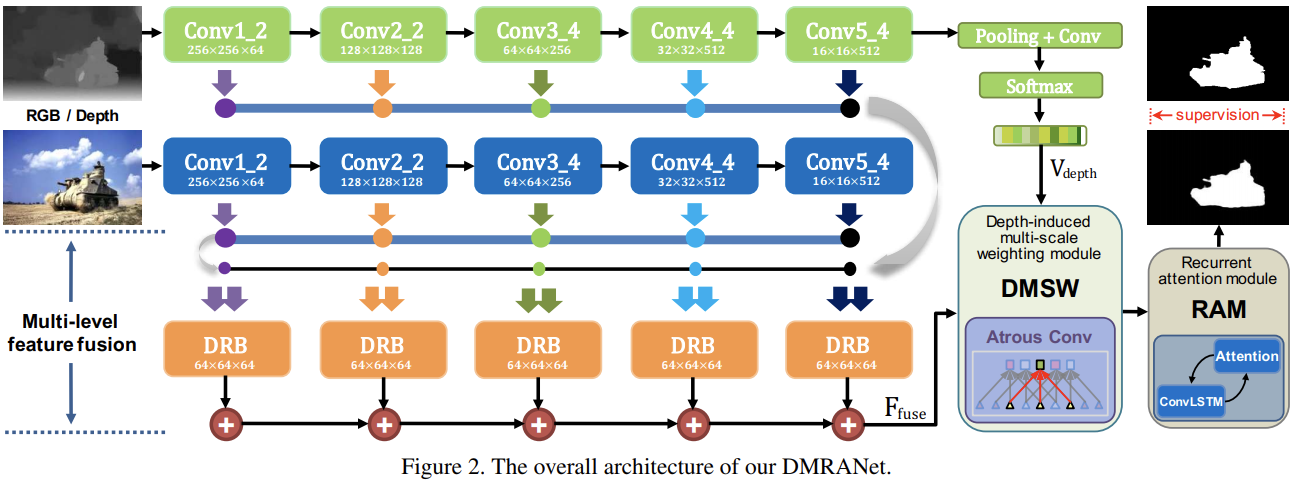 Conv1_2
256×256×64
Conv2_2
128×128×128
Conv3_4
64×64×256
Conv4_4
32×32×512
Conv5_4
16×16×512
Pooling + Conv
Softmax
RGB / Depth
supervision
Conv1_2
256×256×64
Conv2_2
128×128×128
Conv3_4
64×64×256
Conv4_4
32×32×512
Conv5_4
16×16×512
Vdepth
Depth-induced
multi-scale
weighting module
DMSW
Atrous Conv
Recurrent
attention module
RAM
Attention
ConvLSTM
Multi-level
feature fusion
DRB
64×64×64
DRB
64×64×64
DRB
64×64×64
DRB
64×64×64
DRB
64×64×64
+
+
+
+
+
Ffuse
Figure 2. The overall architecture of our DMRANet.